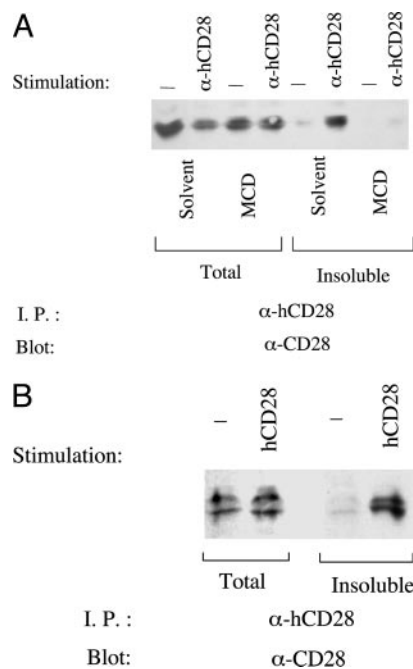 A
Stimulation: — α-hCD28 — α-hCD28 — α-hCD28 — α-hCD28
Solvent MCD Solvent MCD
Total Insoluble
I. P. : α-hCD28
Blot: α-CD28
B
Stimulation: – hCD28 – hCD28
Total Insoluble
I. P. : α-hCD28
Blot: α-CD28